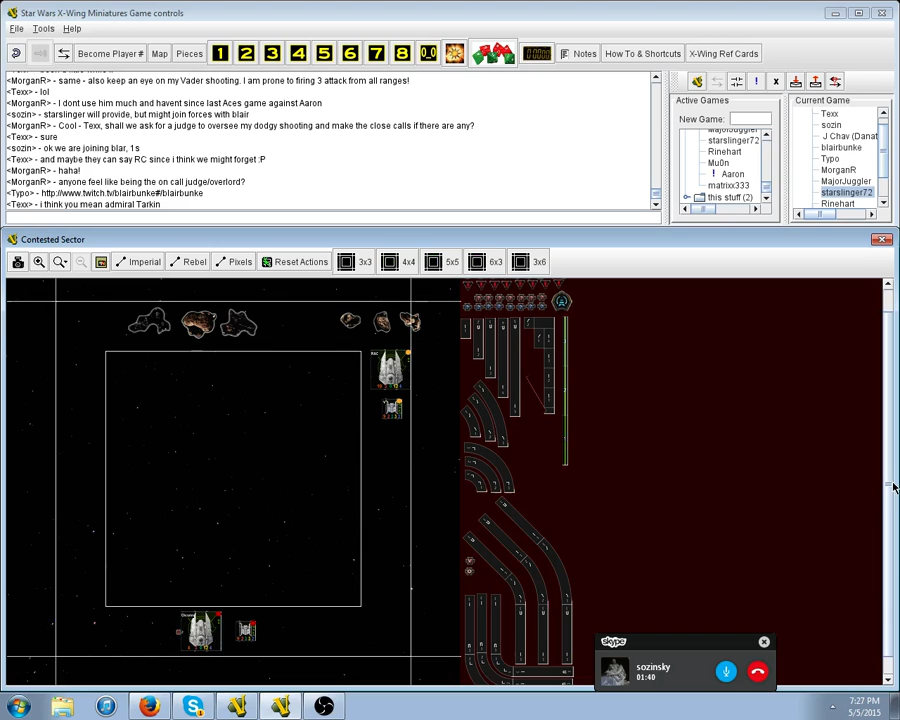 Star Wars X-Wing Miniatures Game controls
File Tools Help
Become Player # Map Pieces 1 2 3 4 5 6 7 8 0_0 Notes How To & Shortcuts X-Wing Ref Cards
<MorganR> - same - also keep an eye on my Vader shooting. I am prone to firing 3 attack from all ranges!
<Texx> - lol
<MorganR> - I dont use him much and havent since last Aces game against Aaron
<sozin> - starslinger will provide, but might join forces with blair
<MorganR> - Cool - Texx, shall we ask for a judge to oversee my dodgy shooting and make the close calls if there are any?
<Texx> - sure
<sozin> - ok we are joining blar, 1s
<Texx> - and maybe they can say RC since i think we might forget :P
<MorganR> - haha!
<MorganR> - anyone feel like being the on call judge/overlord?
<Typo> - http://www.twitch.tv/blairbunke#/blairbunke
<Texx> - i think you mean admiral Tarkin
Active Games
New Game:
MajorJuggler
starslinger72
Rinehart
Mu0n
! Aaron
matrixx333
this stuff (2)
Current Game
Texx
sozin
J Chav (Danat
blairbunke
Typo
MorganR
MajorJuggler
starslinger72
Rinehart
Contested Sector
Imperial Rebel Pixels Reset Actions 3x3 4x4 5x5 6x3 3x6
RAC
skype
sozinsky
01:40
7:27 PM
5/5/2015